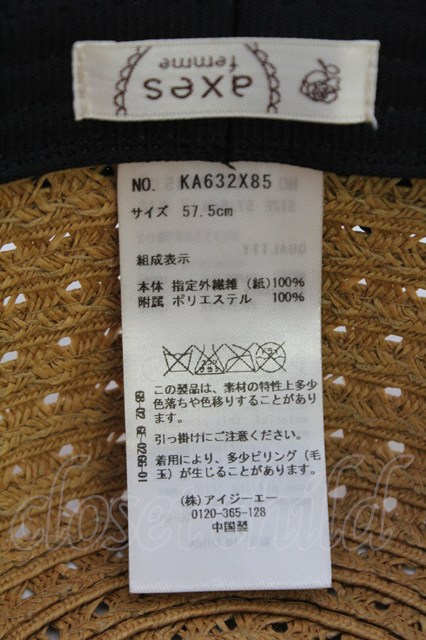 axes
femme
NO. KA632X85
サイズ 57.5cm
組成表示
本体 指定外繊維（紙）100%
附属 ポリエステル 100%
この製品は、素材の特性上多少
色落ちや色移りすることがあり
ます。
引っ掛けにご注意ください。
着用により、多少ピリング（毛
玉）が生じることがあります。
(株)アイジーエー
0120-365-128
中国製
closet child